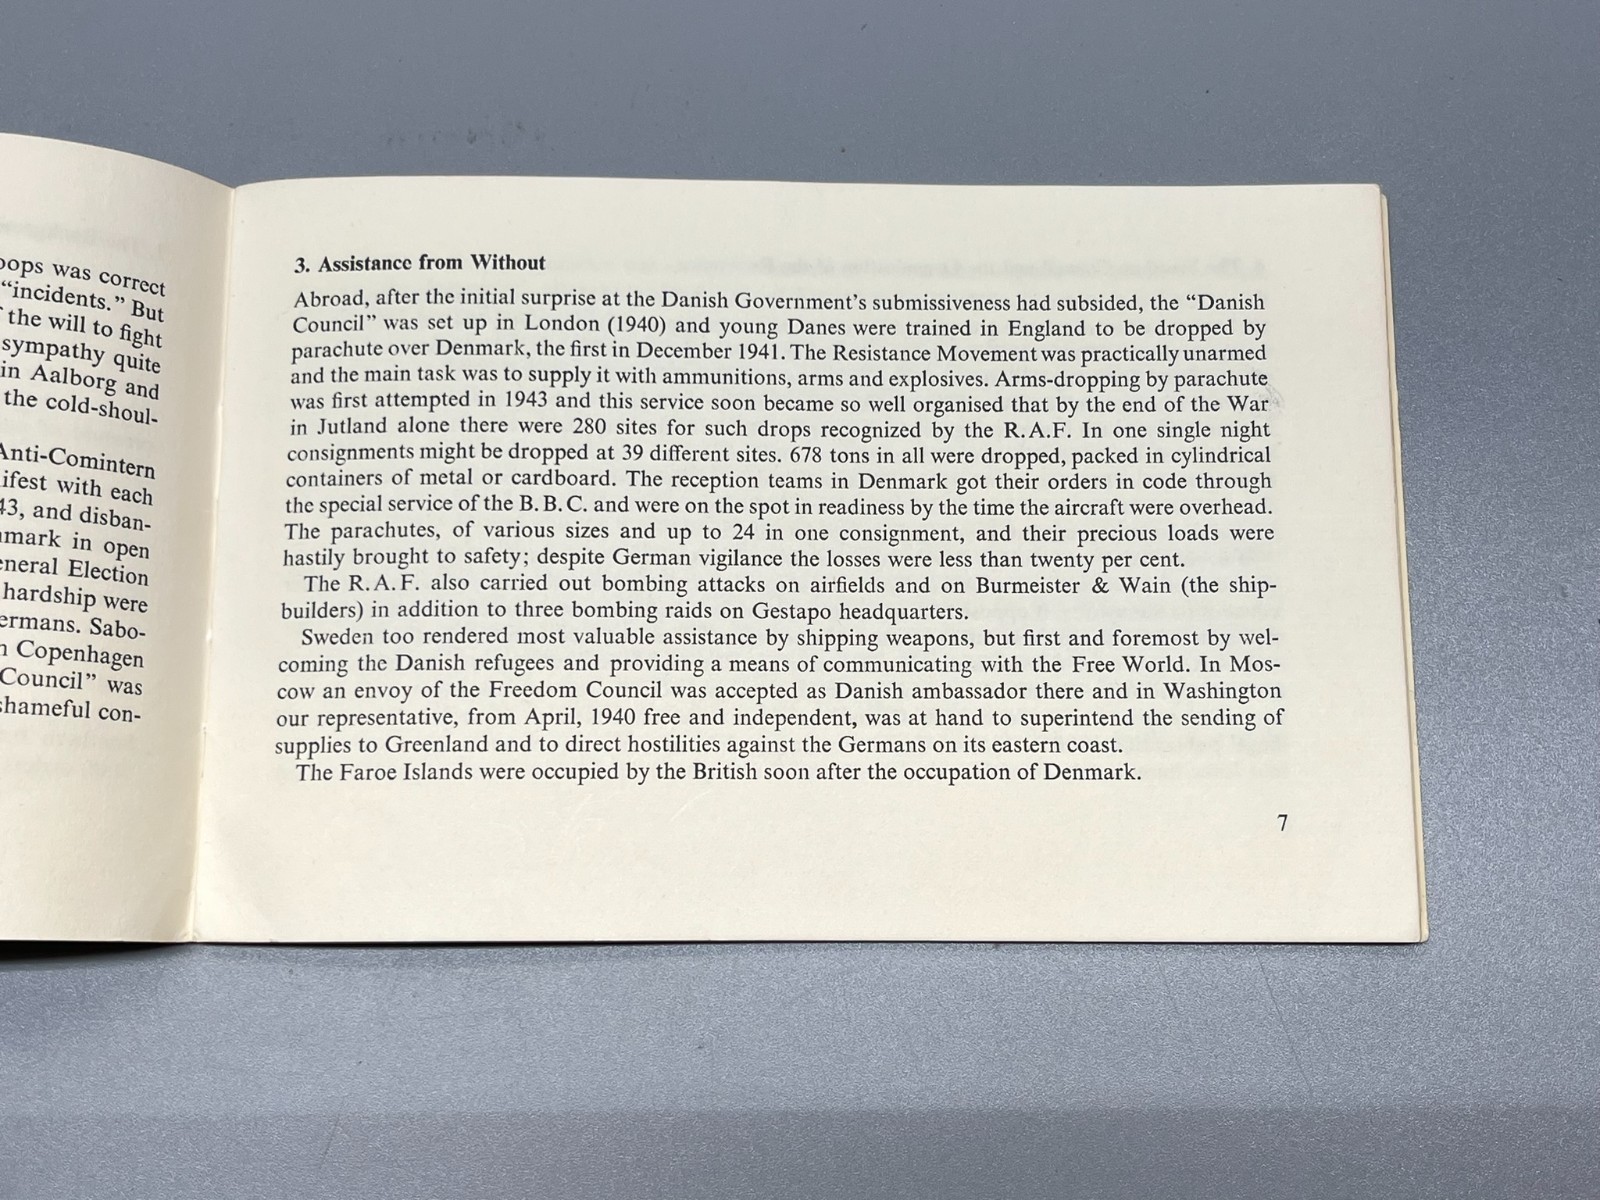 was correct
“incidents.” But
the will to fight
sympathy quite
in Aalborg and
the cold-shoul-
Anti-Comintern
with each
and disban-
in open
Election
hardship were
Sabo-
Copenhagen
Council” was
shameful con-
3. Assistance from Without
Abroad, after the initial surprise at the Danish Government’s submissiveness had subsided, the “Danish
Council” was set up in London (1940) and young Danes were trained in England to be dropped by
parachute over Denmark, the first in December 1941. The Resistance Movement was practically unarmed
and the main task was to supply it with ammunitions, arms and explosives. Arms-dropping by parachute
was first attempted in 1943 and this service soon became so well organised that by the end of the War
in Jutland alone there were 280 sites for such drops recognized by the R.A.F. In one single night
consignments might be dropped at 39 different sites. 678 tons in all were dropped, packed in cylindrical
containers of metal or cardboard. The reception teams in Denmark got their orders in code through
the special service of the B.B.C. and were on the spot in readiness by the time the aircraft were overhead.
The parachutes, of various sizes and up to 24 in one consignment, and their precious loads were
hastily brought to safety; despite German vigilance the losses were less than twenty per cent.
The R.A.F. also carried out bombing attacks on airfields and on Burmeister & Wain (the ship-
builders) in addition to three bombing raids on Gestapo headquarters.
Sweden too rendered most valuable assistance by shipping weapons, but first and foremost by wel-
coming the Danish refugees and providing a means of communicating with the Free World. In Mos-
cow an envoy of the Freedom Council was accepted as Danish ambassador there and in Washington
our representative, from April, 1940 free and independent, was at hand to superintend the sending of
supplies to Greenland and to direct hostilities against the Germans on its eastern coast.
The Faroe Islands were occupied by the British soon after the occupation of Denmark.
7